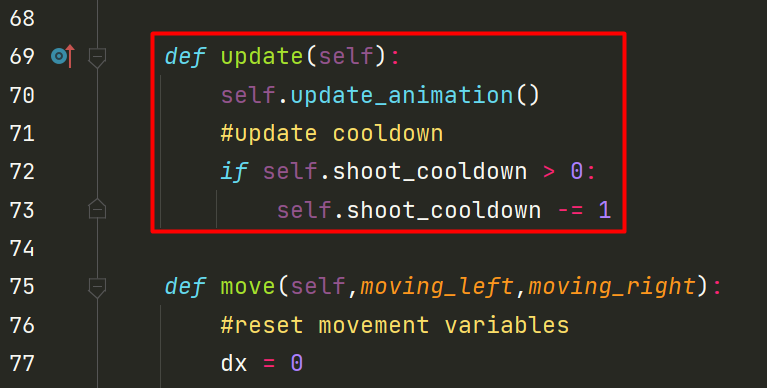 68
69 def update(self):
70 self.update_animation()
71 #update cooldown
72 if self.shoot_cooldown > 0:
73 self.shoot_cooldown -= 1
74
75 def move(self,moving_left,moving_right):
76 #reset movement variables
77 dx = 0